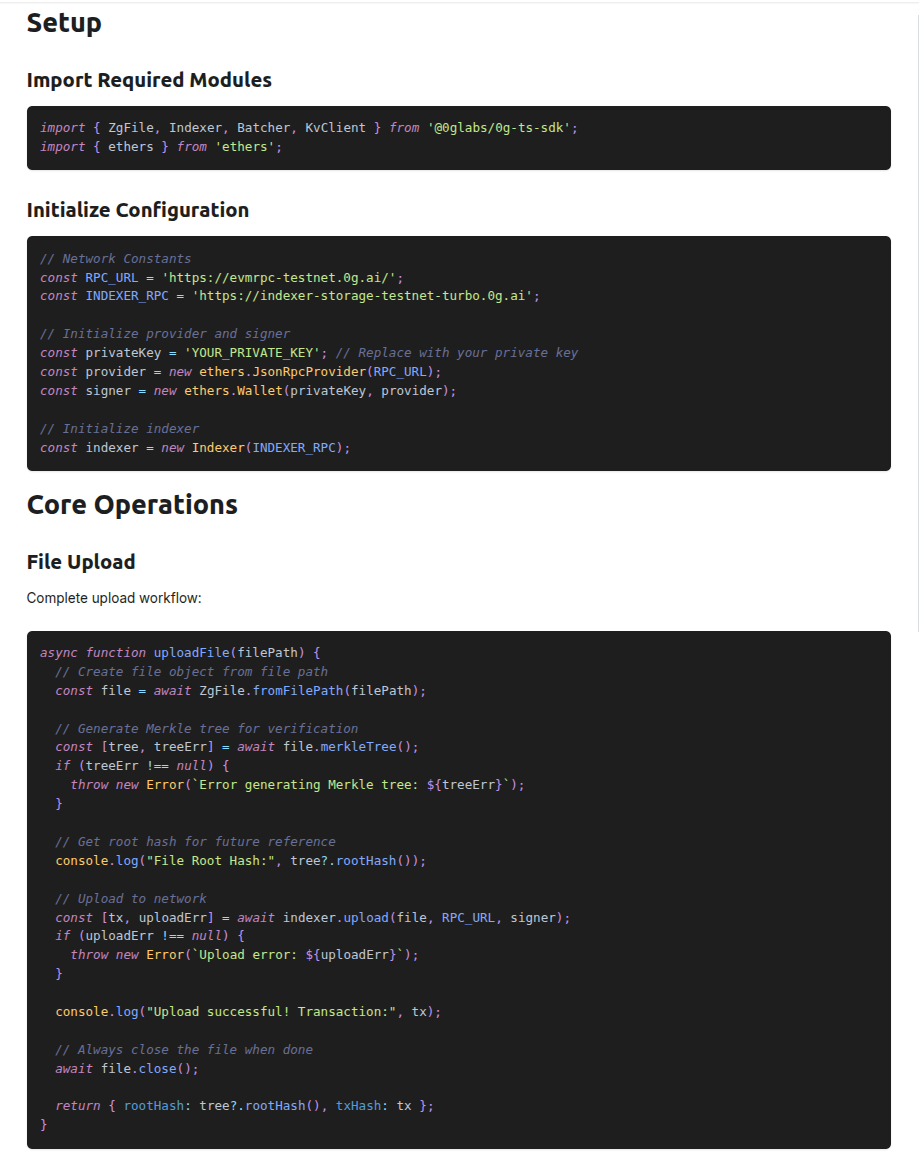 Setup
Import Required Modules
import { ZgFile, Indexer, Batcher, KvClient } from '@0glabs/0g-ts-sdk';
import { ethers } from 'ethers';
Initialize Configuration
// Network Constants
const RPC_URL = 'https://evmrpc-testnet.0g.ai/';
const INDEXER_RPC = 'https://indexer-storage-testnet-turbo.0g.ai';
// Initialize provider and signer
const privateKey = 'YOUR_PRIVATE_KEY'; // Replace with your private key
const provider = new ethers.JsonRpcProvider(RPC_URL);
const signer = new ethers.Wallet(privateKey, provider);
// Initialize indexer
const indexer = new Indexer(INDEXER_RPC);
Core Operations
File Upload
Complete upload workflow:
async function uploadFile(filePath) {
  // Create file object from file path
  const file = await ZgFile.fromFilePath(filePath);
  // Generate Merkle tree for verification
  const [tree, treeErr] = await file.merkleTree();
  if (treeErr !== null) {
    throw new Error(`Error generating Merkle tree: ${treeErr}`);
  }
  // Get root hash for future reference
  console.log("File Root Hash:", tree?.rootHash());
  // Upload to network
  const [tx, uploadErr] = await indexer.upload(file, RPC_URL, signer);
  if (uploadErr !== null) {
    throw new Error(`Upload error: ${uploadErr}`);
  }
  console.log("Upload successful! Transaction:", tx);
  // Always close the file when done
  await file.close();
  return { rootHash: tree?.rootHash(), txHash: tx };
}